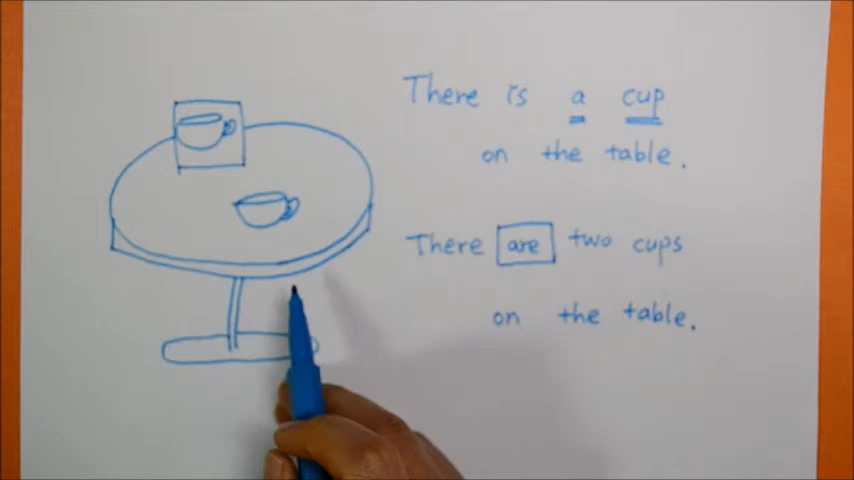 There is a cup
on the table.
There are two cups
on the table.